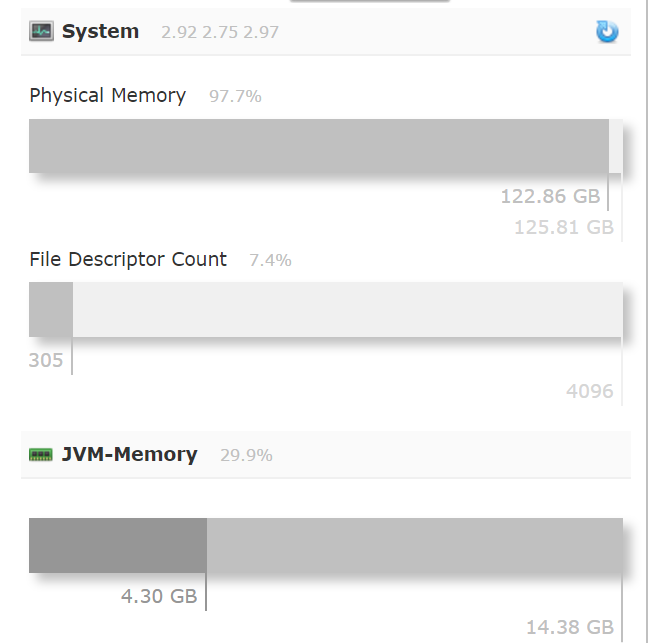 System 2.92 2.75 2.97
Physical Memory 97.7%
122.86 GB
125.81 GB
File Descriptor Count 7.4%
305
4096
JVM-Memory 29.9%
4.30 GB
14.38 GB